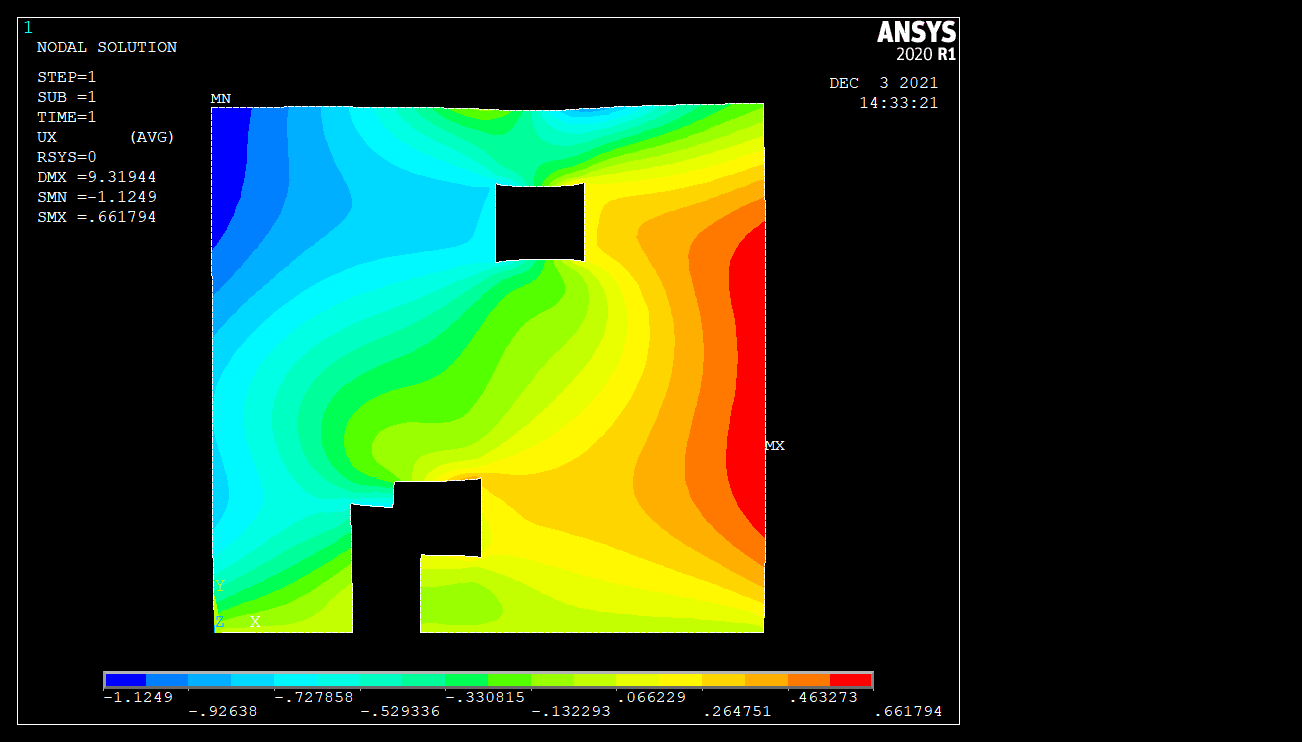 1
NODAL SOLUTION
STEP=1
SUB =1
TIME=1
UX (AVG)
RSYS=0
DMX =9.31944
SMN =-1.1249
SMX =.661794
ANSYS
2020 R1
DEC 3 2021
14:33:21
MN
MX
Y
Z X
-1.1249 -.727858 -.330815 .066229 .463273
-.92638 -.529336 -.132293 .264751 .661794